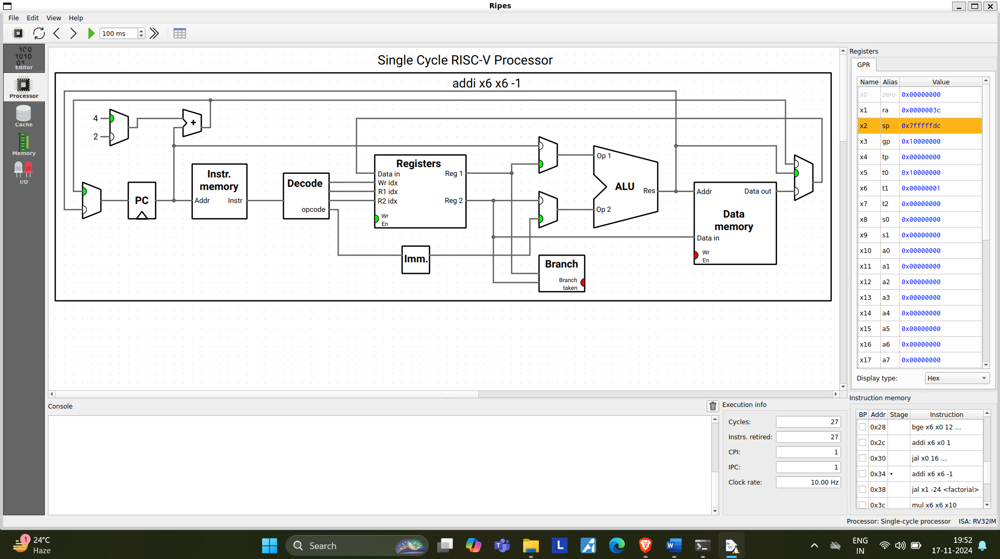 Ripes
File Edit View Help
100 ms
Editor
Processor
Cache
Memory
I/O
Single Cycle RISC-V Processor
addi x6 x6 -1
4
2
+
PC
Instr. memory
Addr Instr
Decode
opcode
Registers
Data in
Wr idx
R1 idx
R2 idx
Wr En
Reg 1
Reg 2
Imm.
Op 1
Op 2
ALU
Res
Branch
Branch taken
Addr
Data out
Data memory
Data in
Wr En
Registers
GPR
Name Alias Value
x0 zero 0x00000000
x1 ra 0x0000003c
x2 sp 0x7fffffdc
x3 gp 0x10000000
x4 tp 0x00000000
x5 t0 0x10000000
x6 t1 0x00000001
x7 t2 0x00000000
x8 s0 0x00000000
x9 s1 0x00000000
x10 a0 0x00000000
x11 a1 0x00000000
x12 a2 0x00000000
x13 a3 0x00000000
x14 a4 0x00000000
x15 a5 0x00000000
x16 a6 0x00000000
x17 a7 0x00000000
Display type: Hex
Console
Execution info
Cycles: 27
Instrs. retired: 27
CPI: 1
IPC: 1
Clock rate: 10.00 Hz
Instruction memory
BP Addr Stage Instruction
0x28 bge x6 x0 12 ...
0x2c addi x6 x0 1
0x30 jal x0 16 ...
0x34 • addi x6 x6 -1
0x38 jal x1 -24 <factorial>
0x3c mul x6 x6 x10
Processor: Single-cycle processor ISA: RV32IM
1
24°C
Haze
Search
L
ENG
IN
19:52
17-11-2024